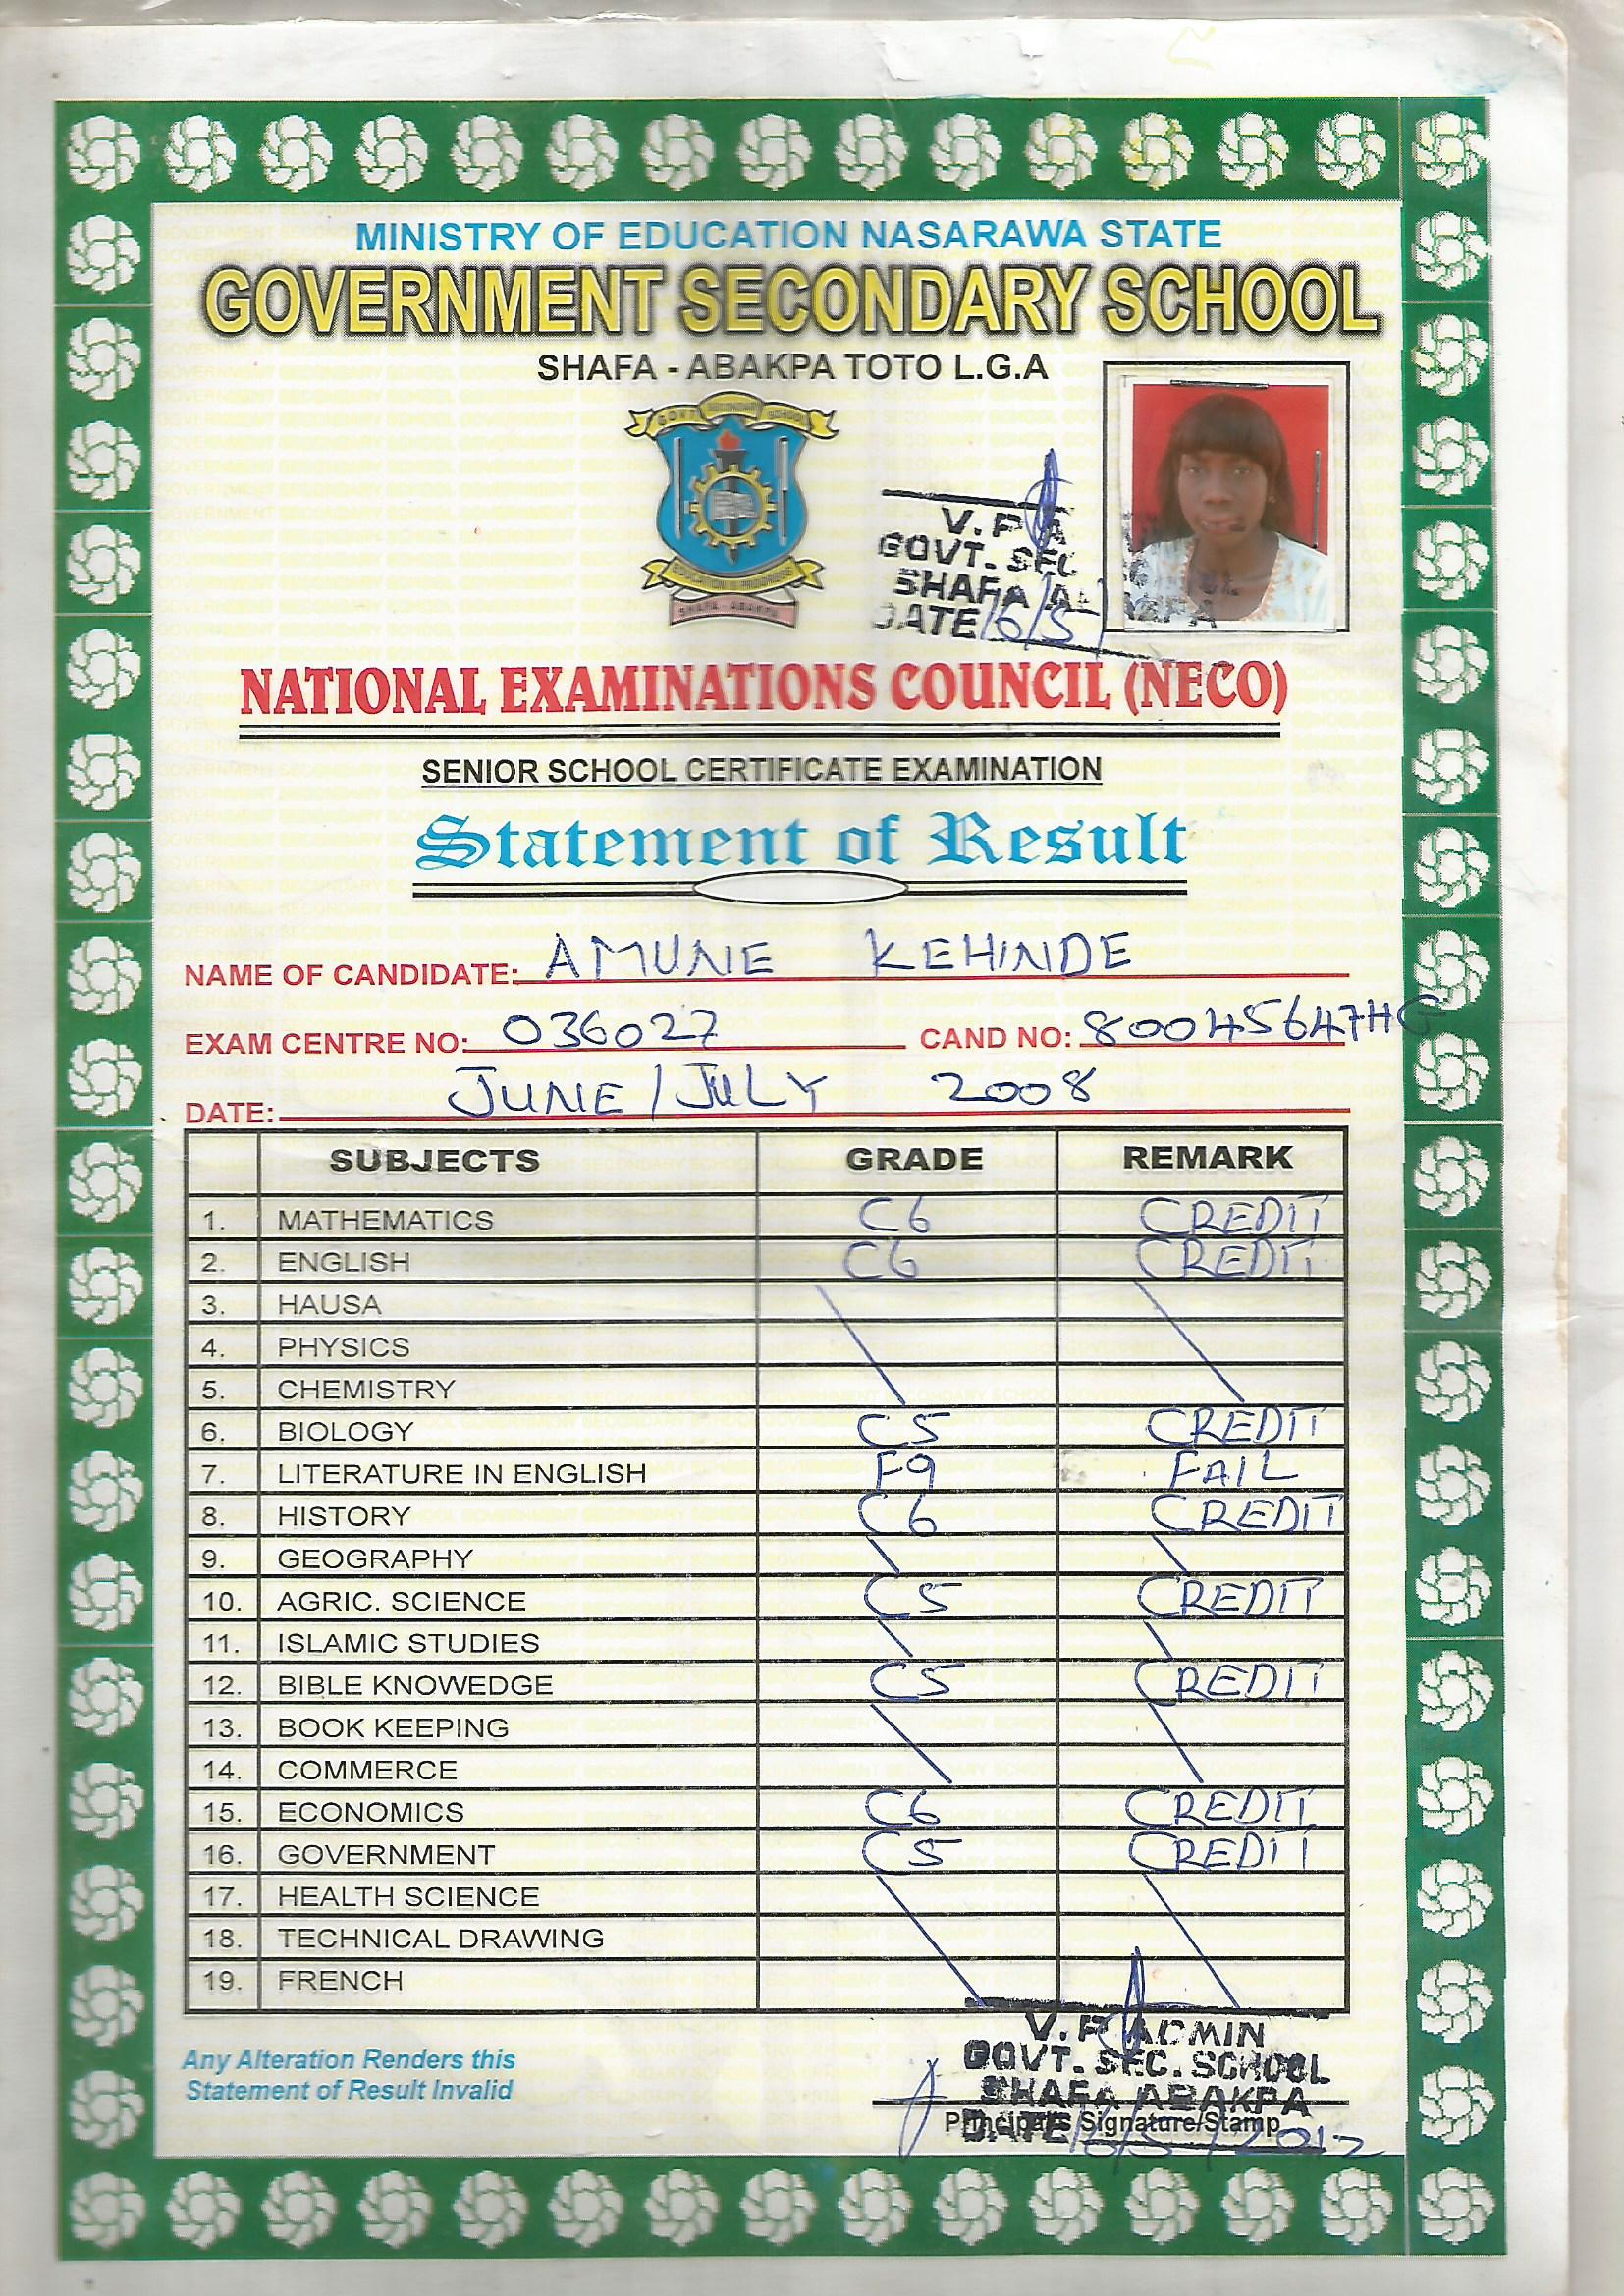 MINISTRY OF EDUCATION NASARAWA STATE
GOVERNMENT SECONDARY SCHOOL
SHAFA - ABAKPA TOTO L.G.A
GOVT SECONDARY SCHOOL
SHAFA - ABAKPA
V.P A
GOVT. SEC
SHAFA
DATE 16/5/
NATIONAL EXAMINATIONS COUNCIL (NECO)
SENIOR SCHOOL CERTIFICATE EXAMINATION
Statement of Result
NAME OF CANDIDATE: AMUNE KEHINDE
EXAM CENTRE NO: 036027 CAND NO: 80045647HG
DATE: JUNE/JULY 2008
SUBJECTS GRADE REMARK
1. MATHEMATICS C6 CREDIT
2. ENGLISH C6 CREDIT
3. HAUSA
4. PHYSICS
5. CHEMISTRY
6. BIOLOGY C5 CREDIT
7. LITERATURE IN ENGLISH F9 FAIL
8. HISTORY C6 CREDIT
9. GEOGRAPHY
10. AGRIC. SCIENCE C5 CREDIT
11. ISLAMIC STUDIES
12. BIBLE KNOWEDGE C5 CREDIT
13. BOOK KEEPING
14. COMMERCE
15. ECONOMICS C6 CREDIT
16. GOVERNMENT C5 CREDIT
17. HEALTH SCIENCE
18. TECHNICAL DRAWING
19. FRENCH
V.P ADMIN
GOVT. SEC. SCHOOL
SHAFA ABAKPA
DATE 16/5/2012
Principal's Signature/Stamp
Any Alteration Renders this
Statement of Result Invalid